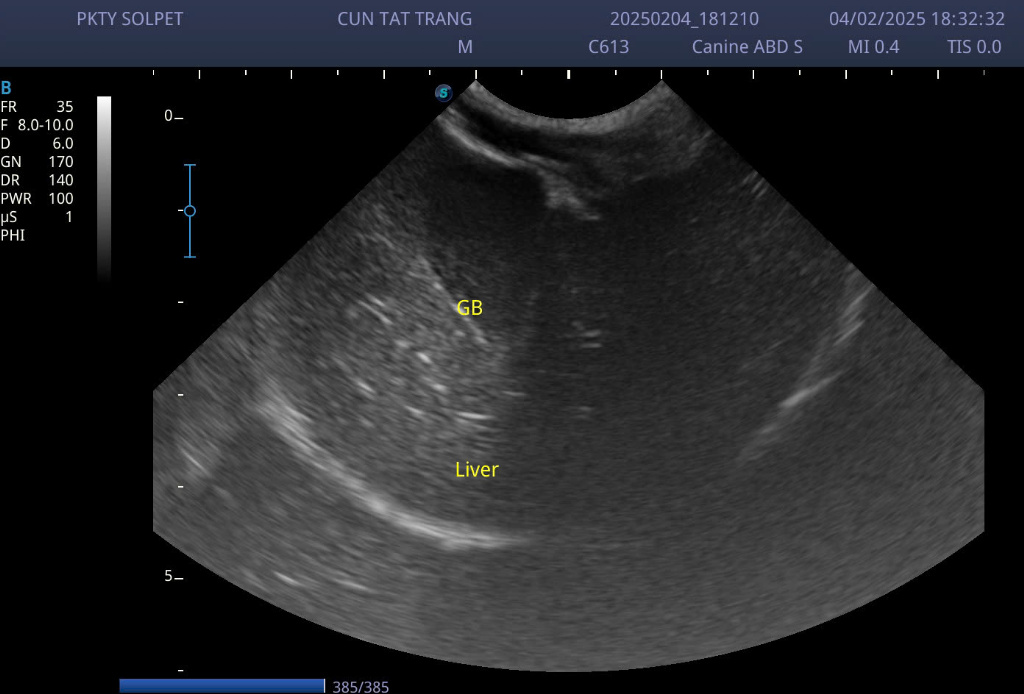 PKTY SOLPET CUN TAT TRANG 20250204_181210 04/02/2025 18:32:32
M C613 Canine ABD S MI 0.4 TIS 0.0
B
FR 35
F 8.0-10.0
D 6.0
GN 170
DR 140
PWR 100
µS 1
PHI
S
0
GB
Liver
5
385/385